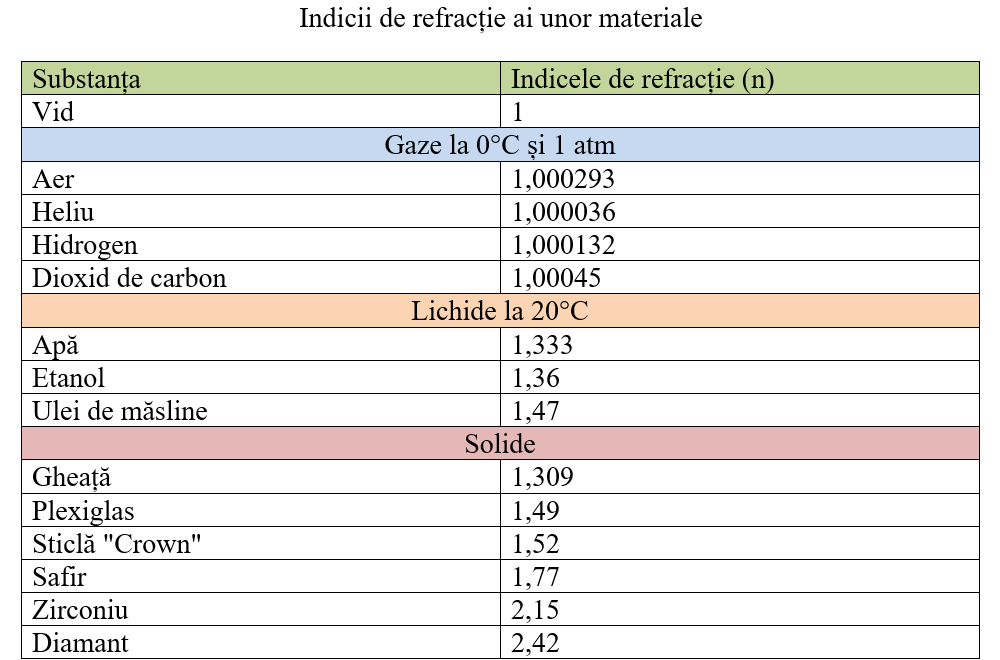 Indicii de refracție ai unor materiale
Substanța Indicele de refracție (n)
Vid 1
Gaze la 0°C și 1 atm
Aer 1,000293
Heliu 1,000036
Hidrogen 1,000132
Dioxid de carbon 1,00045
Lichide la 20°C
Apă 1,333
Etanol 1,36
Ulei de măsline 1,47
Solide
Gheață 1,309
Plexiglas 1,49
Sticlă "Crown" 1,52
Safir 1,77
Zirconiu 2,15
Diamant 2,42